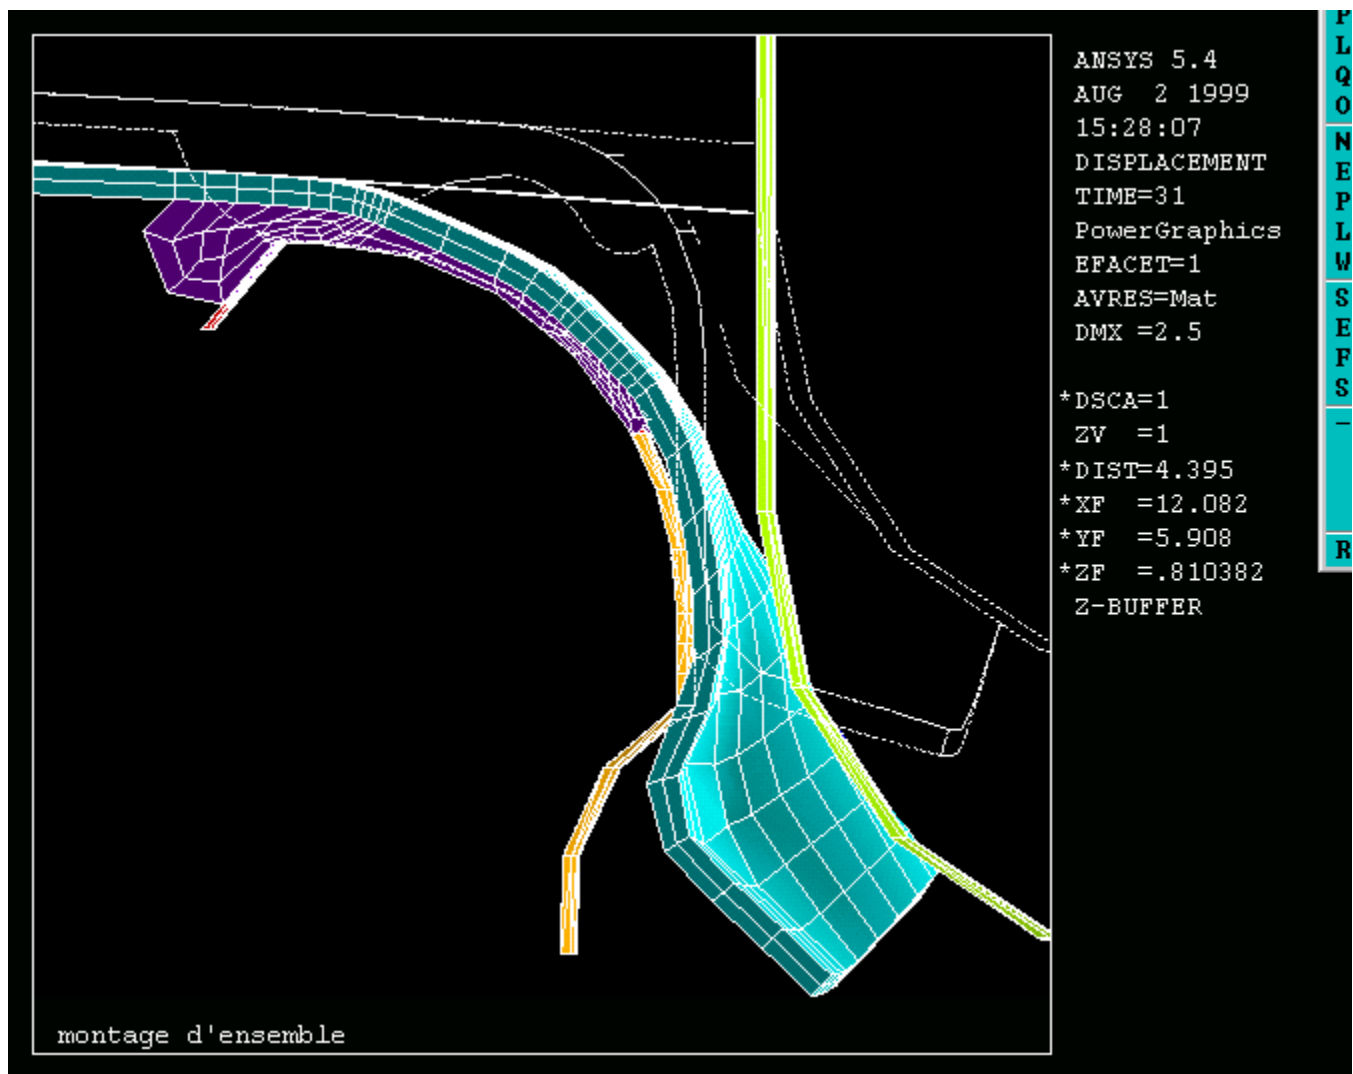 ANSYS 5.4
AUG  2 1999
15:28:07
DISPLACEMENT
TIME=31
PowerGraphics
EFACET=1
AVRES=Mat
DMX =2.5
*DSCA=1
ZV  =1
*DIST=4.395
*XF  =12.082
*YF  =5.908
*ZF  =.810382
Z-BUFFER
montage d'ensemble
P
L
Q
O
N
E
P
L
W
S
E
F
S
R